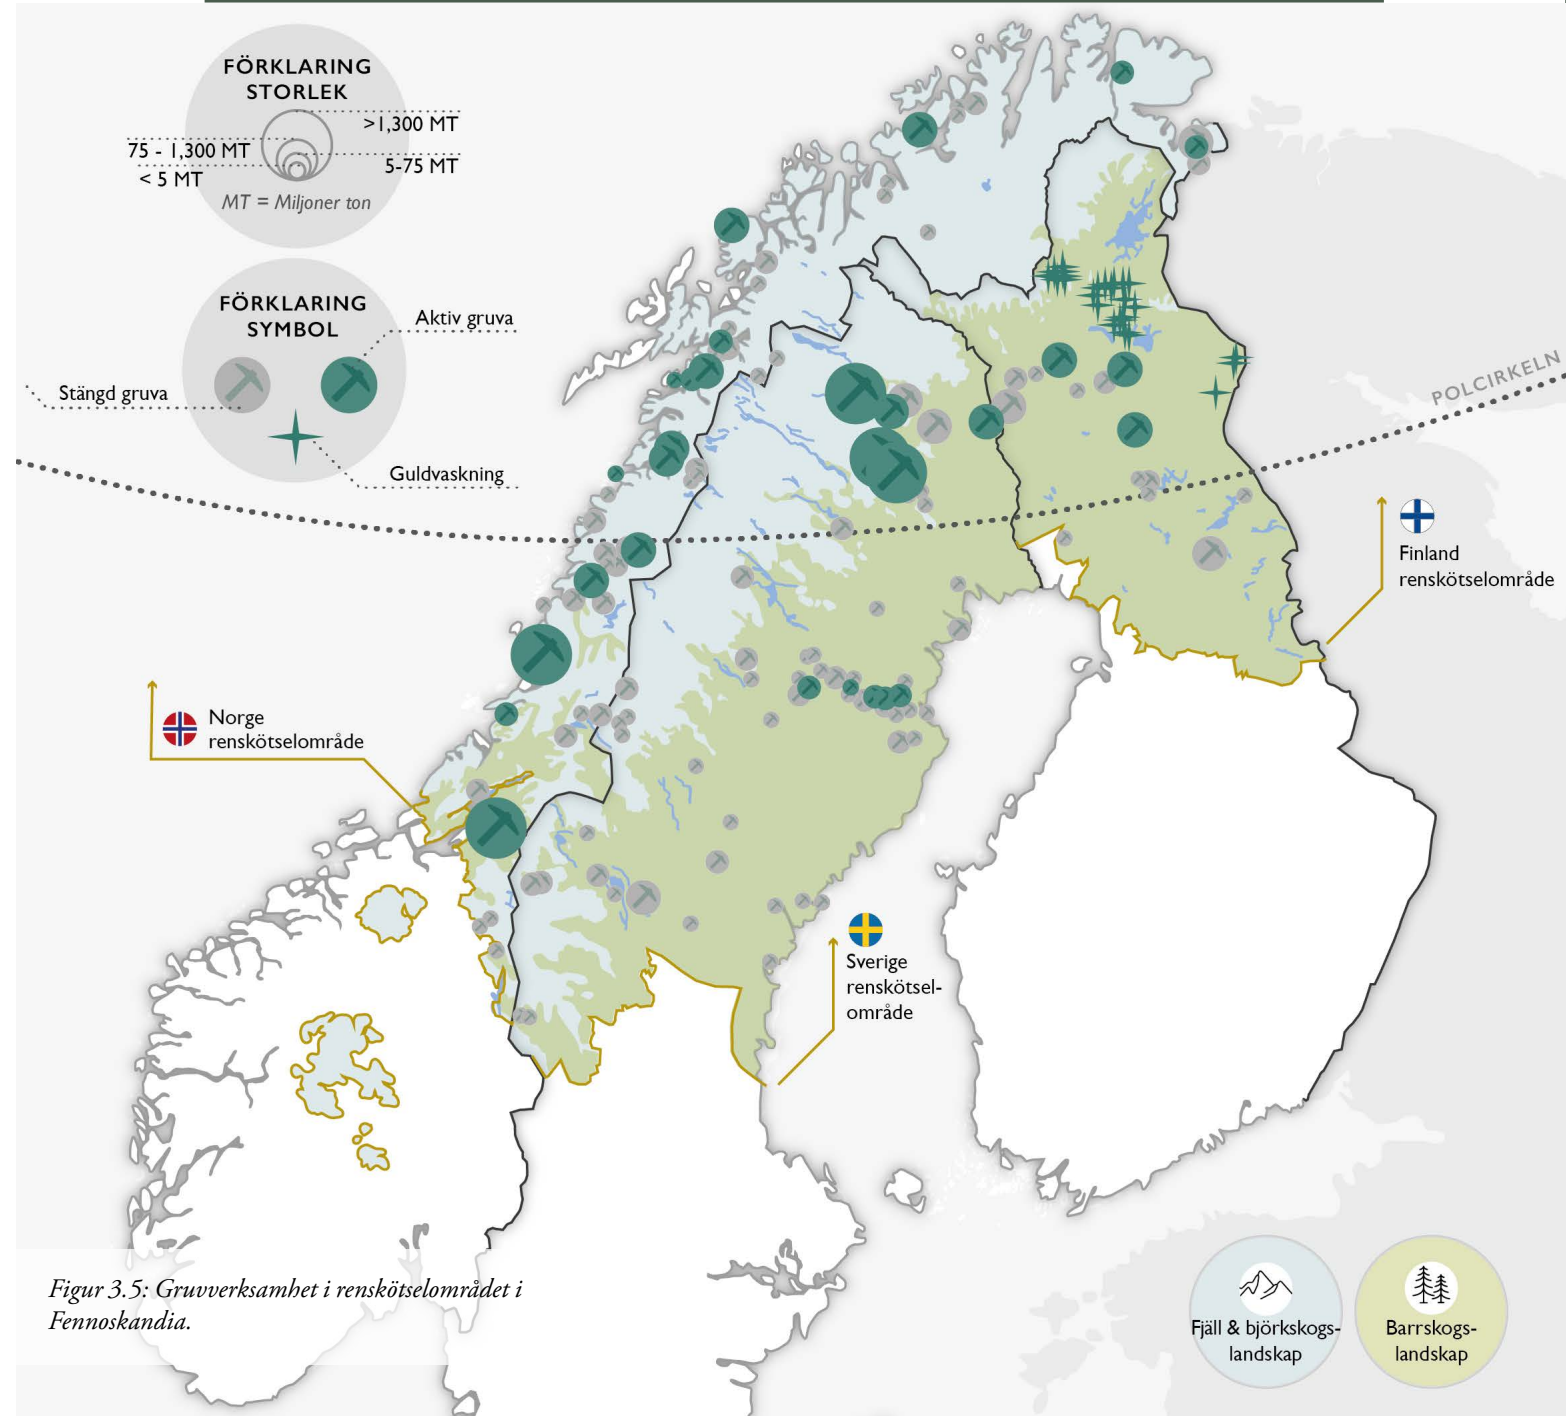 FÖRKLARING
STORLEK
>1,300 MT
75 - 1,300 MT
5-75 MT
< 5 MT
MT = Miljoner ton
FÖRKLARING
SYMBOL
Aktiv gruva
Stängd gruva
Guldvaskning
POLCIRKELN
Finland
renskötselområde
Norge
renskötselområde
Sverige
renskötsel-
område
Figur 3.5: Gruvverksamhet i renskötselområdet i
Fennoskandia.
Fjäll & björkskogs-
landskap
Barrskogs-
landskap